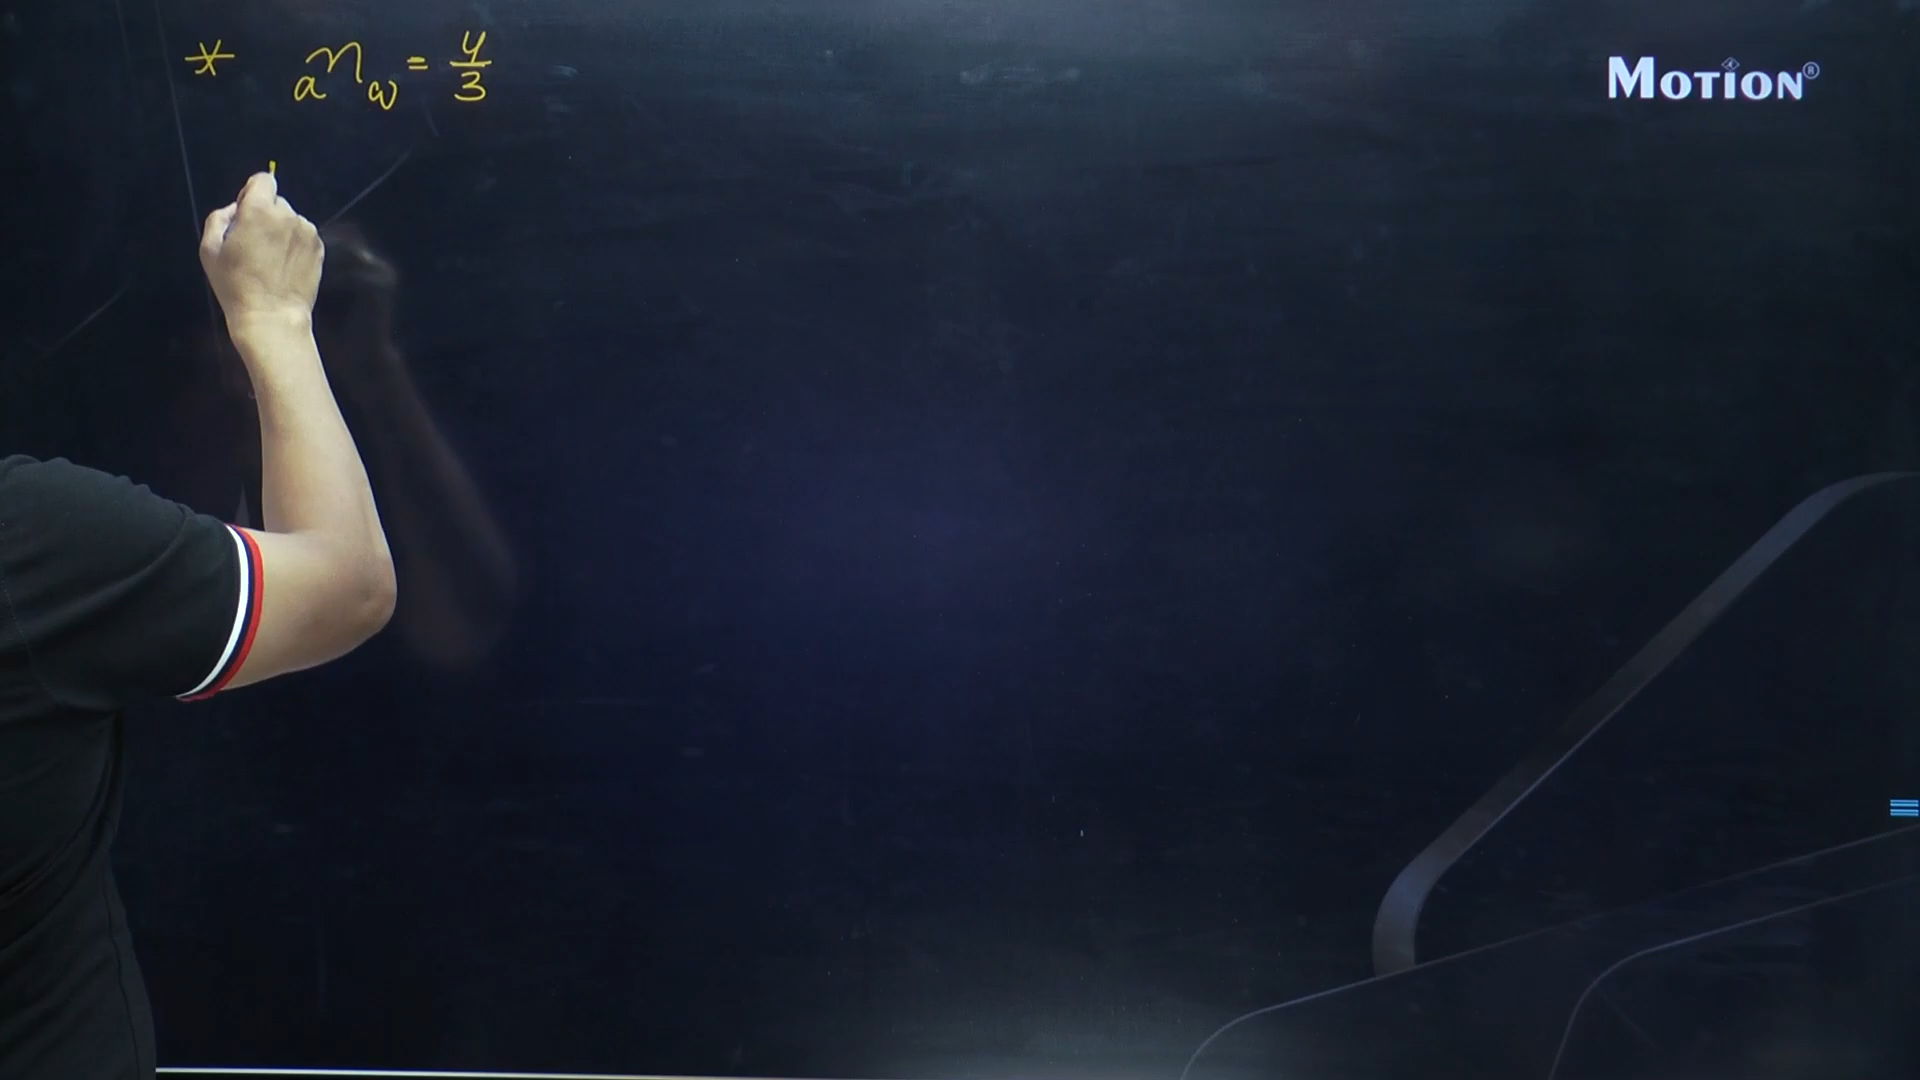 * ₐn_w = 4/3
MOTION®